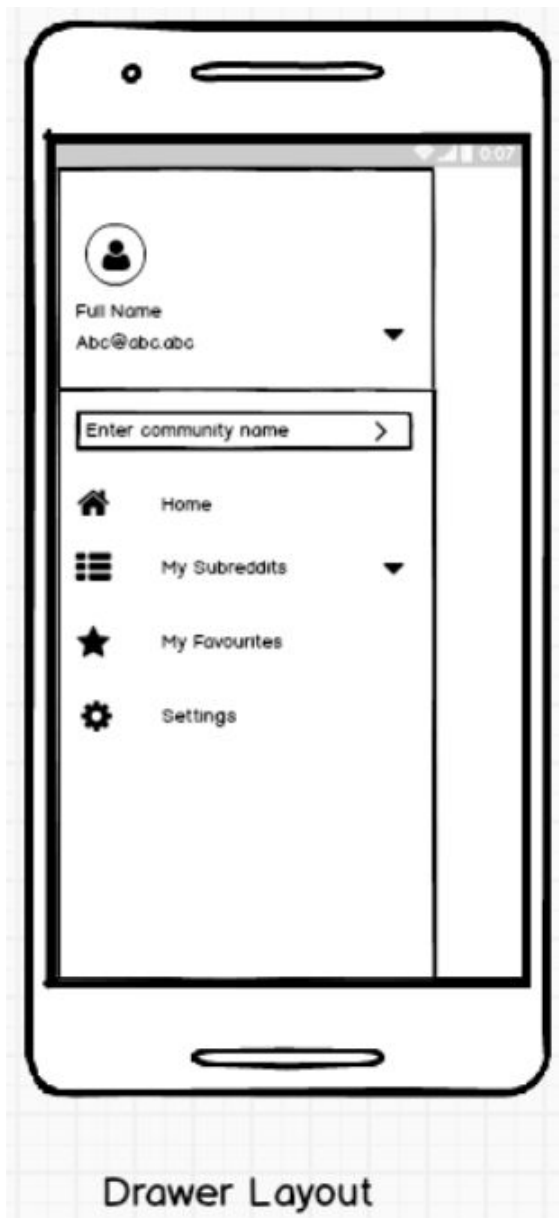 0:07
Full Name
Abc@abc.abc
Enter community name
Home
My Subreddits
My Favourites
Settings
Drawer Layout